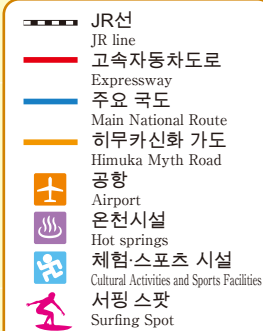 JR선
JR line
고속자동차도로
Expressway
주요 국도
Main National Route
히무카신화 가도
Himuka Myth Road
공항
Airport
온천시설
Hot springs
체험·스포츠 시설
Cultural Activities and Sports Facilities
서핑 스팟
Surfing Spot